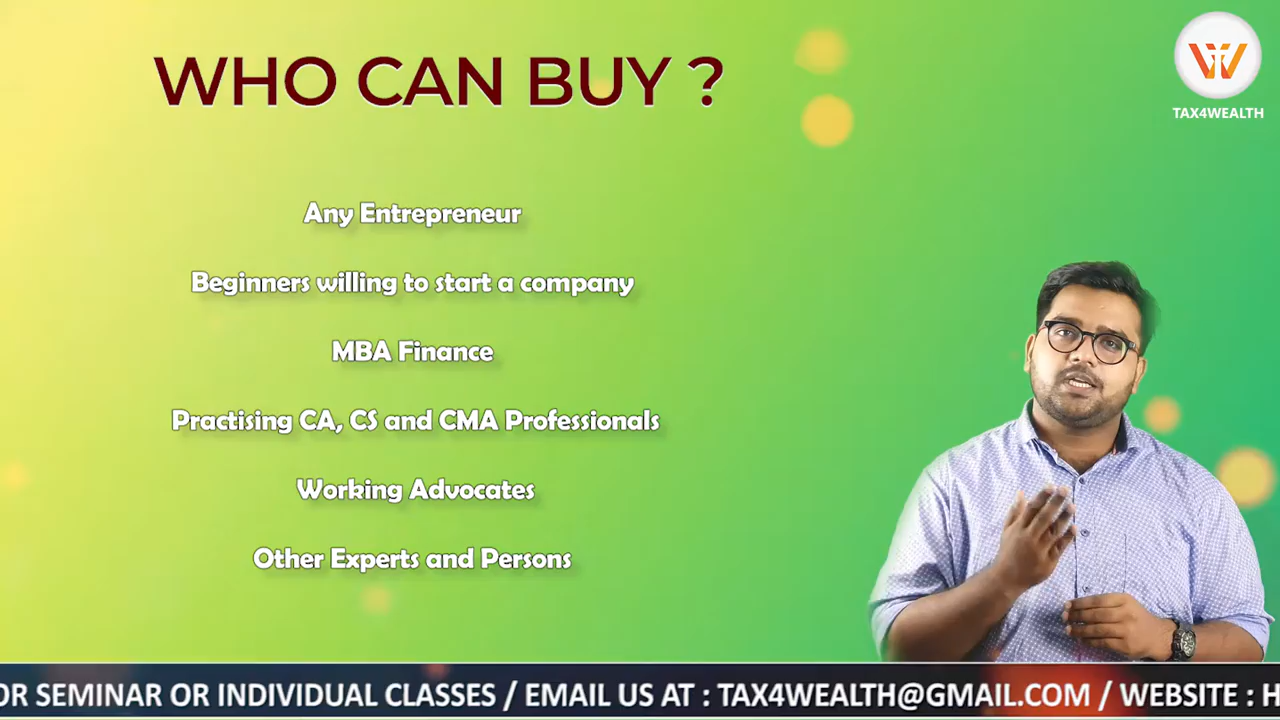 WHO CAN BUY ?
TAX4WEALTH
Any Entrepreneur
Beginners willing to start a company
MBA Finance
Practising CA, CS and CMA Professionals
Working Advocates
Other Experts and Persons
OR SEMINAR OR INDIVIDUAL CLASSES / EMAIL US AT : TAX4WEALTH@GMAIL.COM / WEBSITE : H